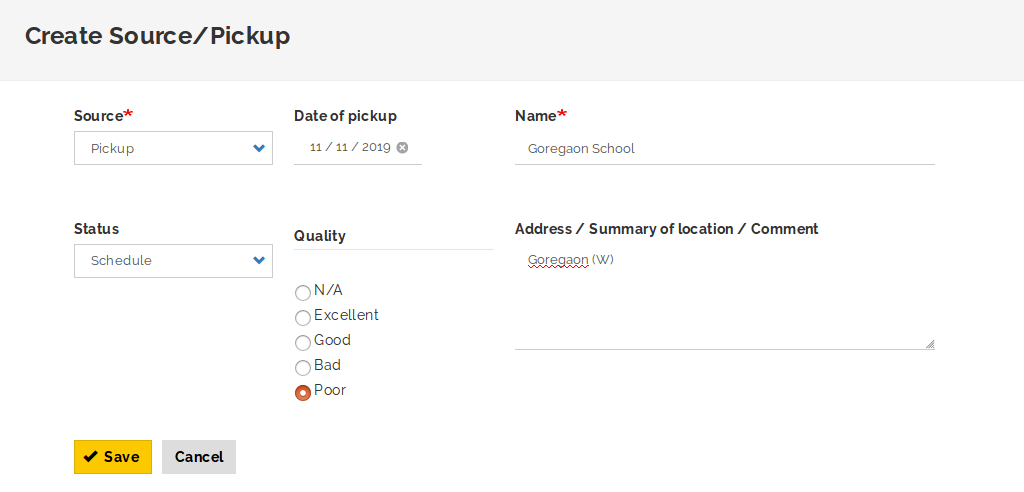 Create Source/Pickup
Source* Date of pickup Name*
Pickup 11 / 11 / 2019 Goregaon School
Status Quality Address / Summary of location / Comment
Schedule Goregaon (W)
N/A
Excellent
Good
Bad
Poor
Save Cancel